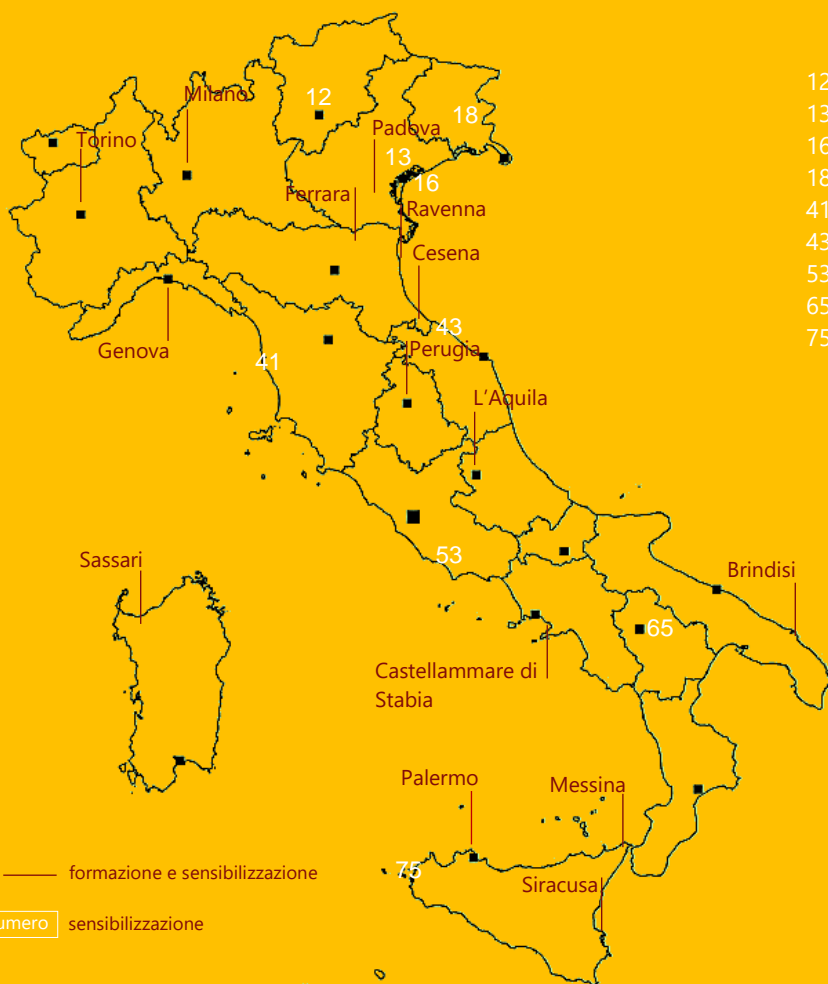 12
Milano
12
13
18
Torino
Padova
16
13
18
16
Ferrara
Ravenna
41
43
Cesena
53
43
65
Genova
Perugia
75
41
L'Aquila
53
Sassari
Brindisi
65
Castellammare di
Stabia
Palermo
Messina
75
formazione e sensibilizzazione
Siracusa
umero
sensibilizzazione